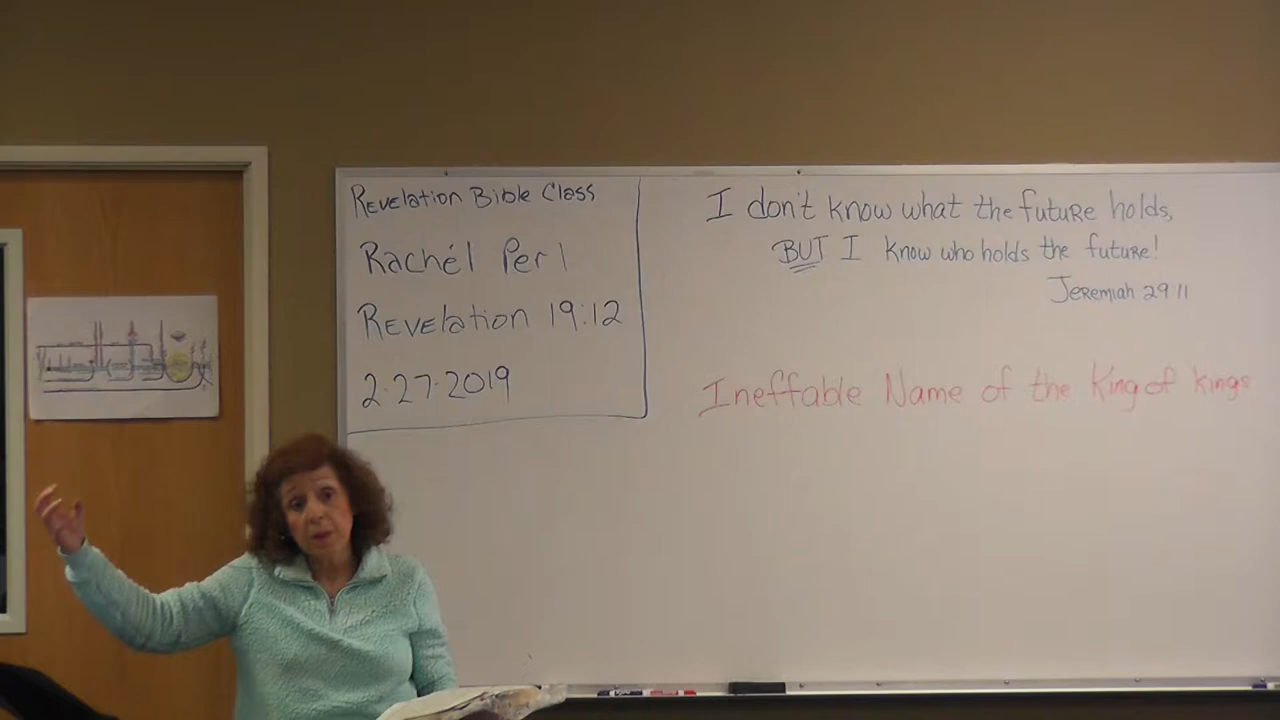 Revelation Bible Class
Rachél Perl
Revelation 19:12
2.27.2019
I don't know what the future holds,
BUT I know who holds the future!
Jeremiah 29 11
Ineffable Name of the King of kings